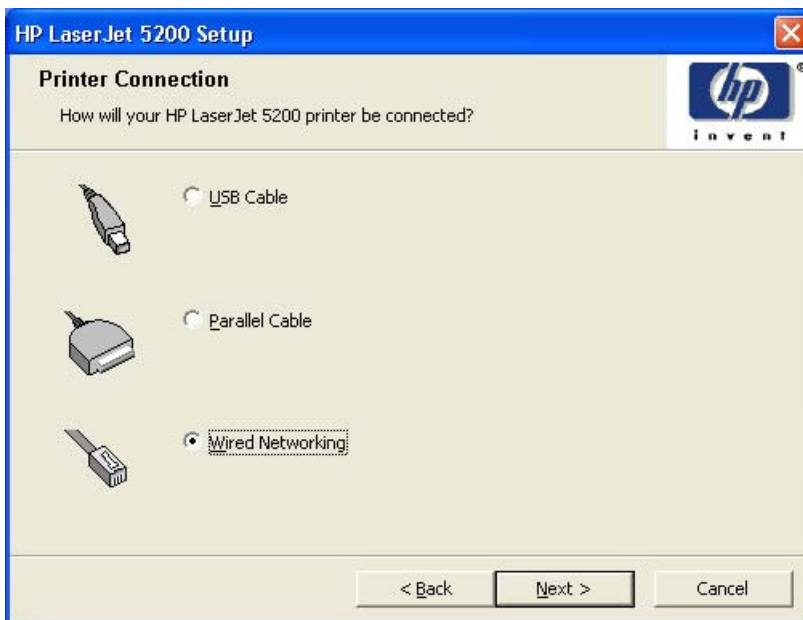 HP LaserJet 5200 Setup
Printer Connection
How will your HP LaserJet 5200 printer be connected?
hp
®
invent
USB Cable
Parallel Cable
Wired Networking
< Back
Next >
Cancel